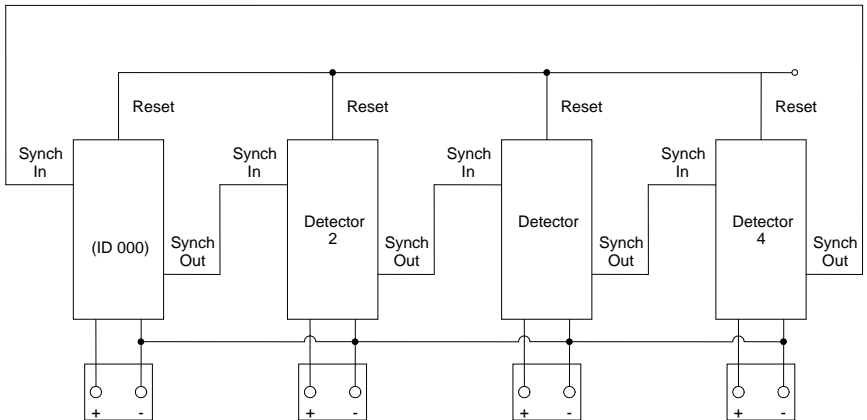 Reset
Reset
Reset
Reset
Synch
In
Synch
In
Synch
In
Synch
In
(ID 000)
Detector
2
Detector
Detector
4
Synch
Out
Synch
Out
Synch
Out
Synch
Out
+ -
+ -
+ -
+ -